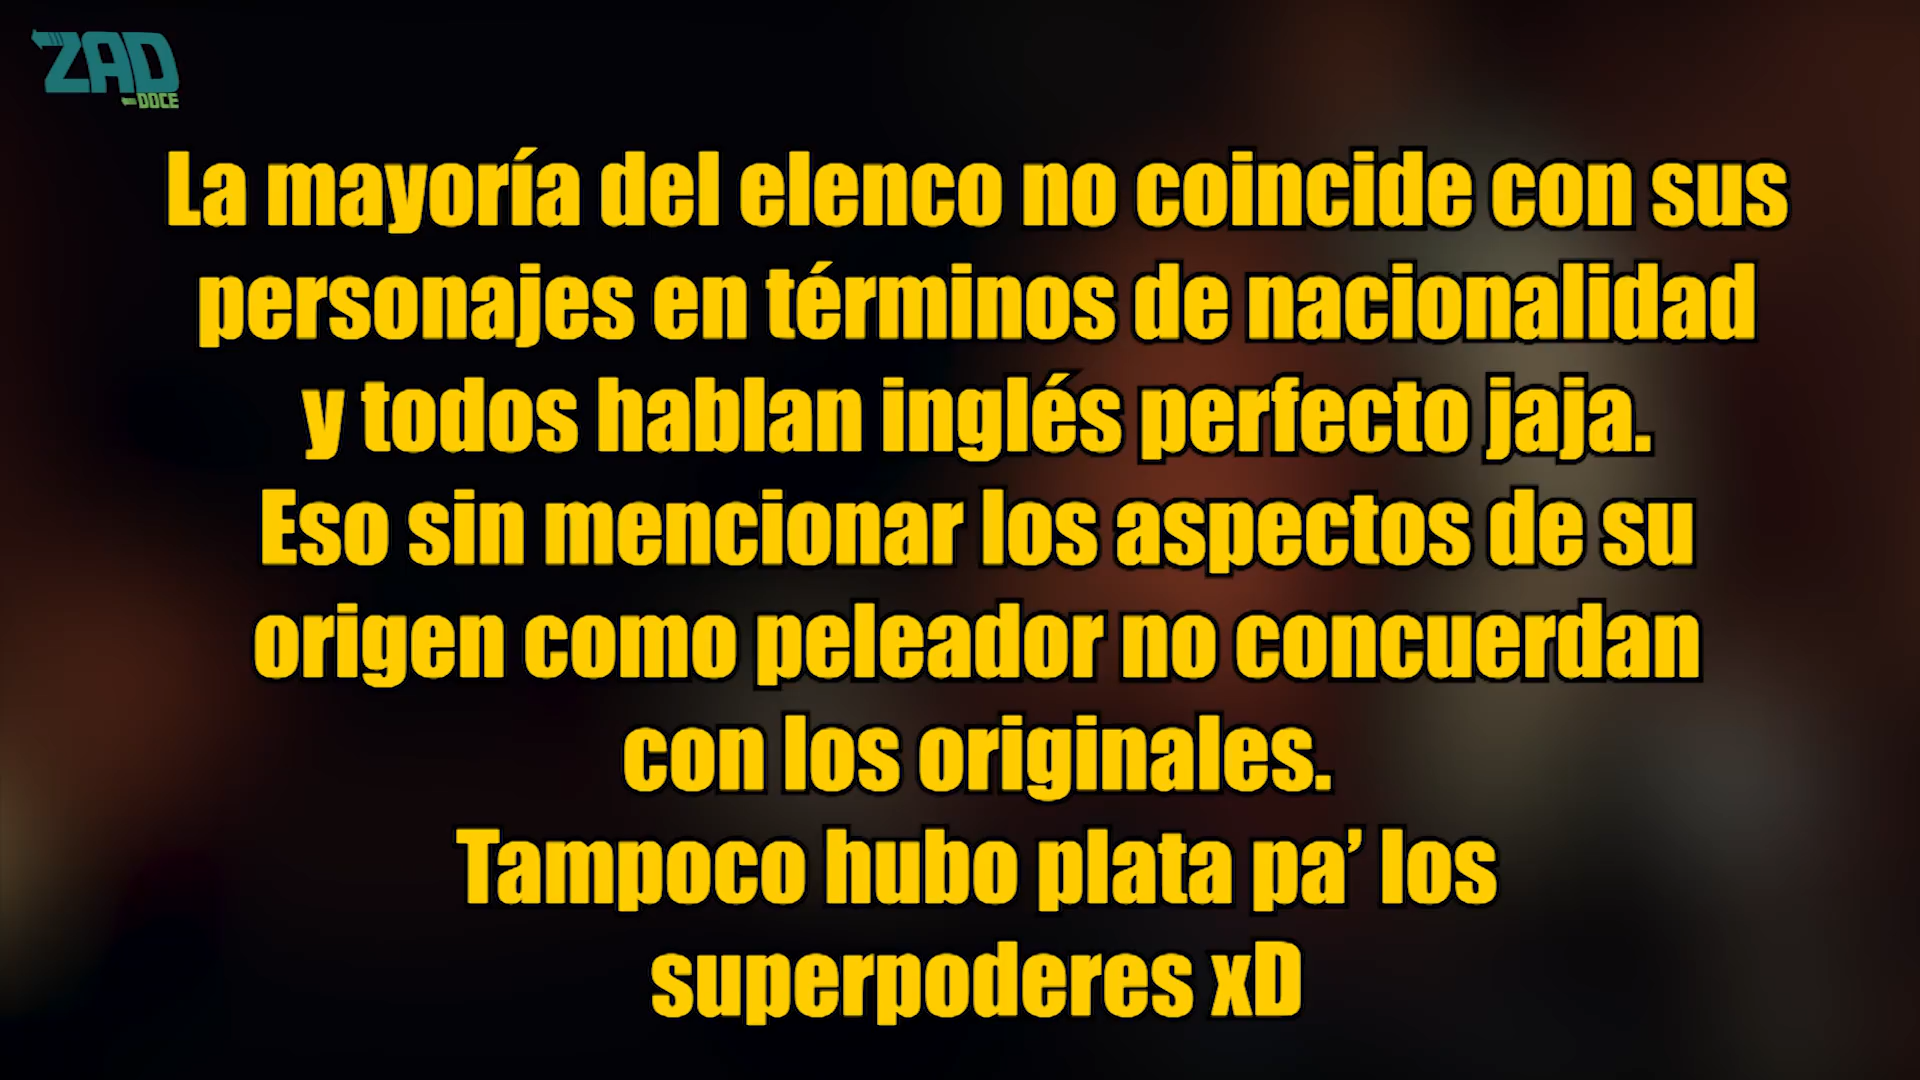 ZAD
DOCE
La mayoría del elenco no coincide con sus
personajes en términos de nacionalidad
y todos hablan inglés perfecto jaja.
Eso sin mencionar los aspectos de su
origen como peleador no concuerdan
con los originales.
Tampoco hubo plata pa’ los
superpoderes xD